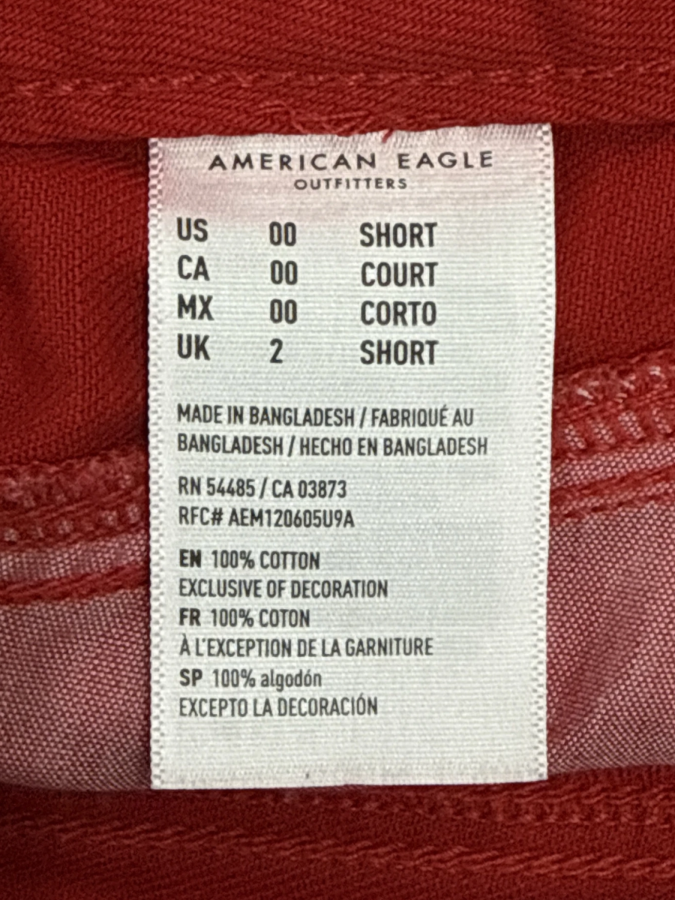 AMERICAN EAGLE
OUTFITTERS
US 00 SHORT
CA 00 COURT
MX 00 CORTO
UK 2 SHORT
MADE IN BANGLADESH / FABRIQUÉ AU
BANGLADESH / HECHO EN BANGLADESH
RN 54485 / CA 03873
RFC# AEM120605U9A
EN 100% COTTON
EXCLUSIVE OF DECORATION
FR 100% COTON
À L'EXCEPTION DE LA GARNITURE
SP 100% algodón
EXCEPTO LA DECORACIÓN